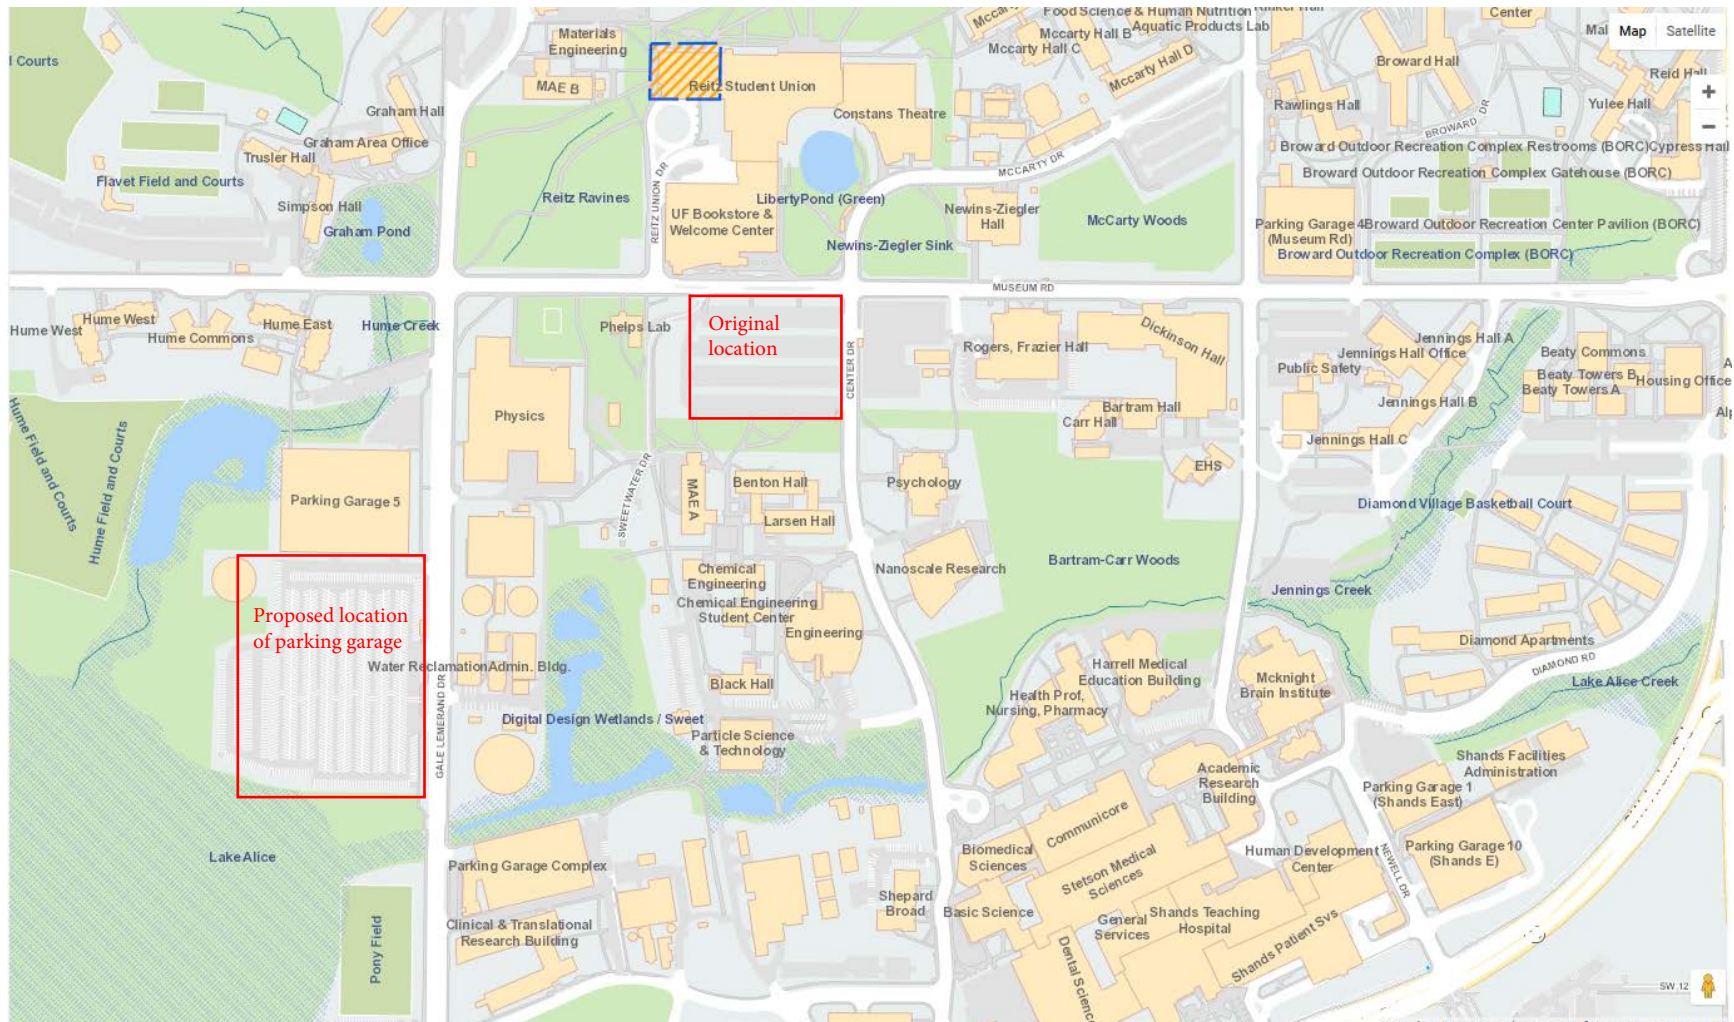 Food Science & Human Nutrition
Center
Materials
Engineering
Mccarty Hall B
Aquatic Products Lab
Mccarty Hall C
Mccarty Hall D
Map
Satellite
Broward Hall
Reid Hall
MAE B
Reitz Student Union
Graham Hall
Constans Theatre
Rawlings Hall
Yulee Hall
BROWARD DR
Graham Area Office
Trusler Hall
Broward Outdoor Recreation Complex Restrooms (BORC)
Cypress Hall
MCCARTY DR
Broward Outdoor Recreation Complex Gatehouse (BORC)
Flavet Field and Courts
Reitz Ravines
REITZ UNION DR
LibertyPond (Green)
Simpson Hall
UF Bookstore &
Welcome Center
Newins-Ziegler
Hall
McCarty Woods
Parking Garage 4
(Museum Rd)
Broward Outdoor Recreation Center Pavilion (BORC)
Graham Pond
Newins-Ziegler Sink
Broward Outdoor Recreation Complex (BORC)
MUSEUM RD
Hume West
Hume West
Hume Commons
Hume East
Hume Creek
Phelps Lab
Original
location
CENTER DR
Rogers, Frazier Hall
Dickinson Hall
Jennings Hall A
Jennings Hall Office
Public Safety
Beaty Commons
Beaty Towers B
Beaty Towers A
Housing Office
Jennings Hall B
Bartram Hall
Carr Hall
Jennings Hall C
Physics
Hume Field and Courts
Hume Field and Courts
EHS
SWEETWATER DR
MAE A
Benton Hall
Psychology
Larsen Hall
Parking Garage 5
Diamond Village Basketball Court
Bartram-Carr Woods
Nanoscale Research
Chemical
Engineering
Jennings Creek
Chemical Engineering
Student Center
Proposed location
of parking garage
Engineering
Diamond Apartments
DIAMOND RD
Water Reclamation
Admin. Bldg.
Black Hall
Harrell Medical
Education Building
Mcknight
Brain Institute
Lake Alice Creek
Health Prof,
Nursing, Pharmacy
GALE LEMERAND DR
Digital Design Wetlands / Sweet
Particle Science
& Technology
Shands Facilities
Administration
Academic
Research
Building
Parking Garage 1
(Shands East)
Lake Alice
Parking Garage Complex
Communicore
Biomedical
Sciences
Stetson Medical
Sciences
Human Development
Center
NEWELL DR
Parking Garage 10
(Shands E)
Shepard
Broad
Basic Science
General
Services
Shands Teaching
Hospital
Shands Patient Svs
Clinical & Translational
Research Building
Pony Field
Dental Science
SW 12